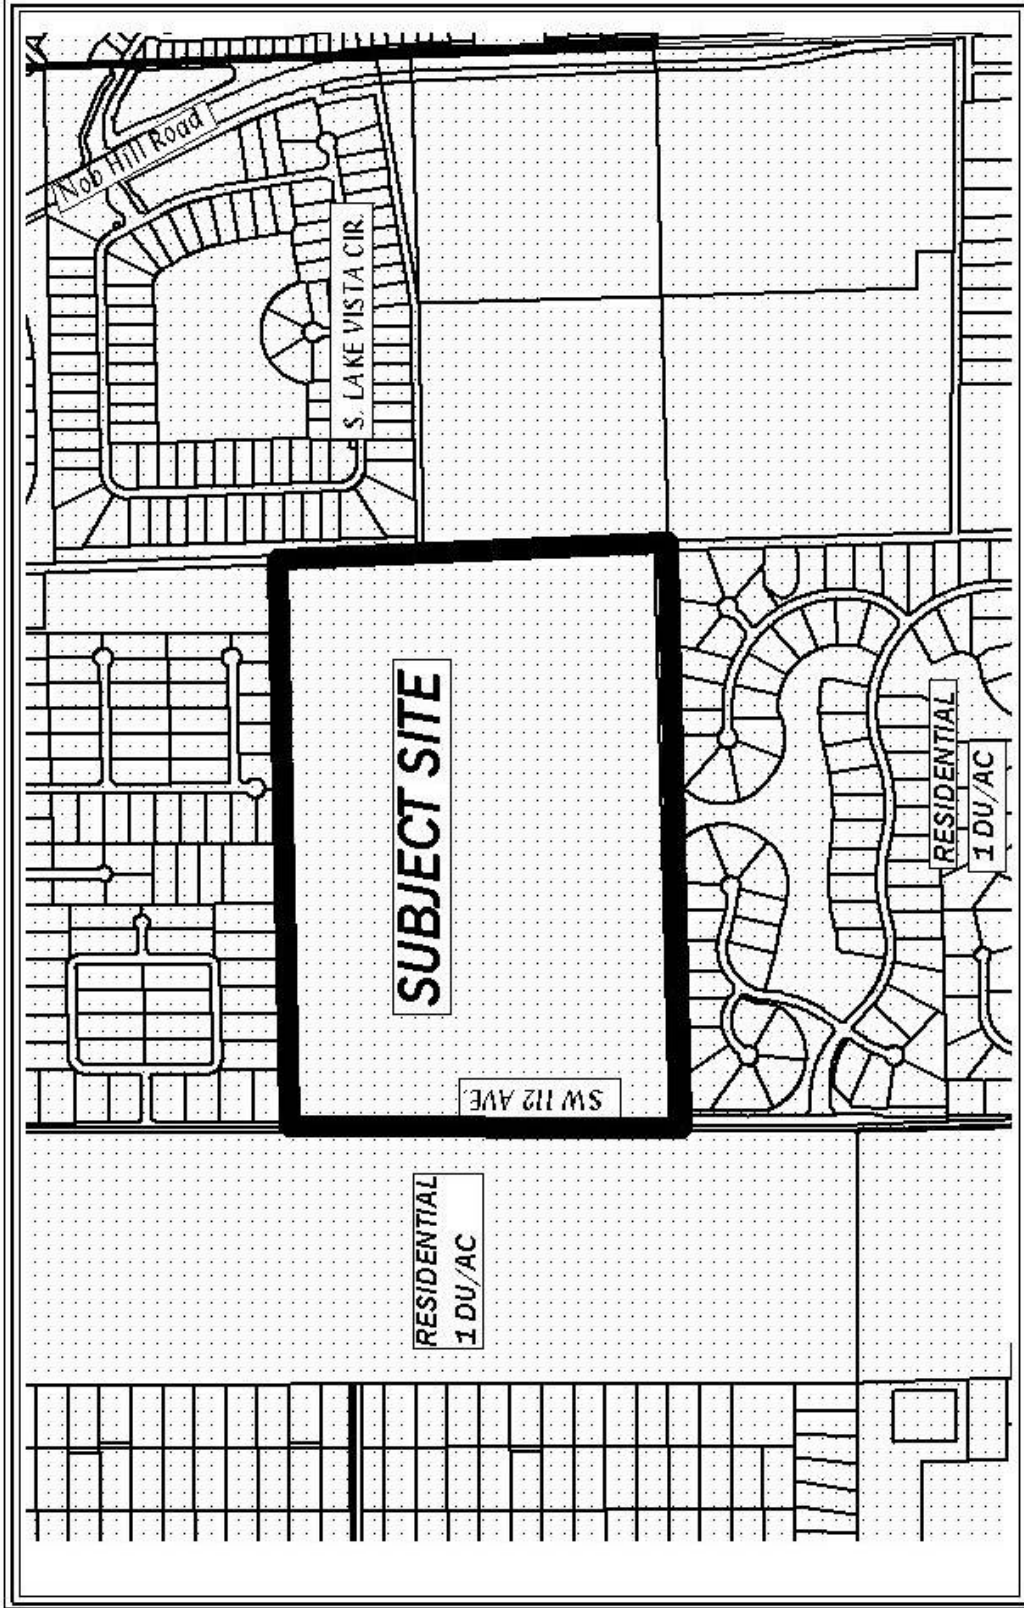 Nob Hill Road
S. LAKE VISTA CIR.
SUBJECT SITE
SW 112 AVE.
RESIDENTIAL
1 DU/AC
RESIDENTIAL
1 DU/AC